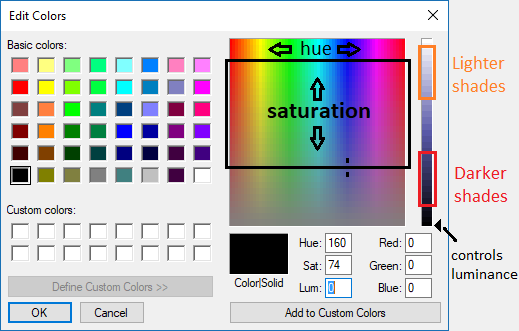 Edit Colors
Basic colors:
hue
saturation
Lighter
shades
Darker
shades
controls
luminance
Custom colors:
Define Custom Colors >>
OK
Cancel
Color|Solid
Hue: 160
Sat: 74
Lum: 0
Red: 0
Green: 0
Blue: 0
Add to Custom Colors